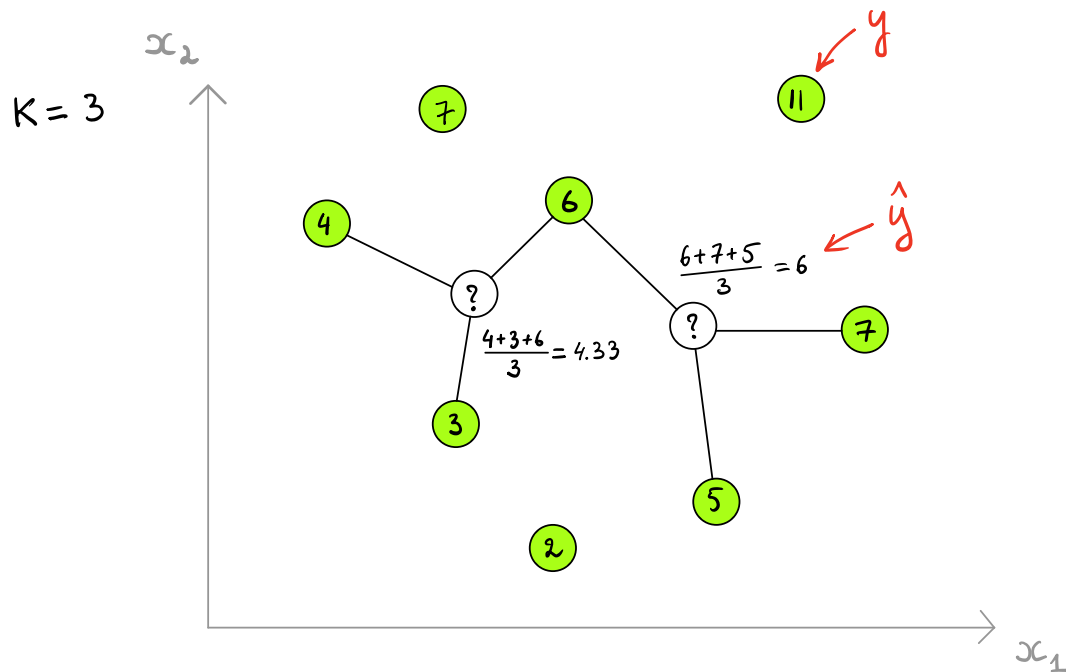 y
x₂
K = 3
7
11
4
6
ŷ
(6+7+5)/3 = 6
?
?
7
(4+3+6)/3 = 4.33
3
5
2
x₁